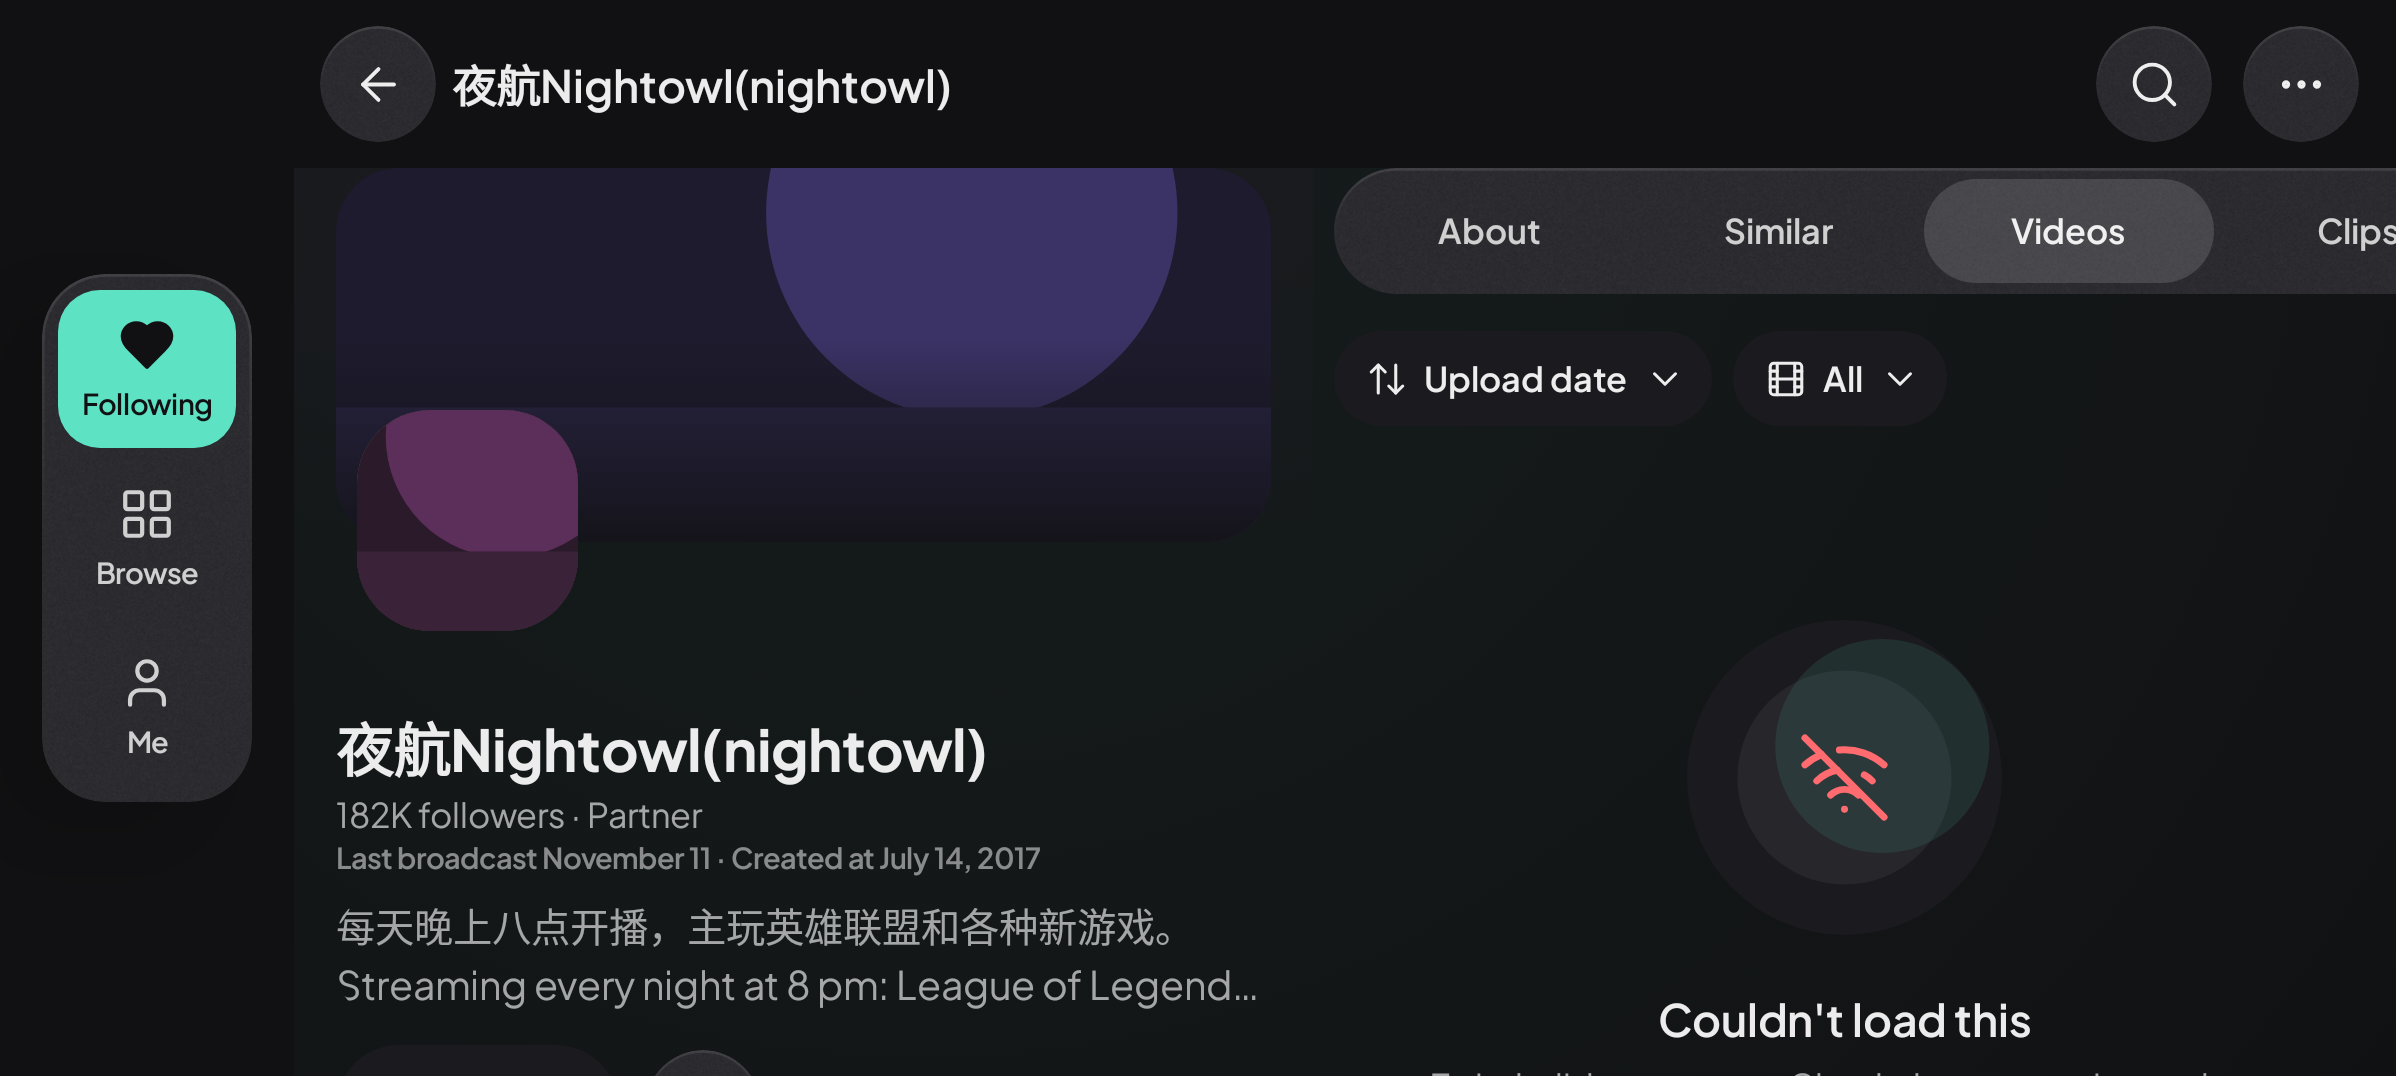 夜航Nightowl(nightowl)
About
Similar
Videos
Clips
Upload date
All
Following
Browse
Me
夜航Nightowl(nightowl)
182K followers · Partner
Last broadcast November 11 · Created at July 14, 2017
每天晚上八点开播，主玩英雄联盟和各种新游戏。
Streaming every night at 8 pm: League of Legend...
Couldn't load this